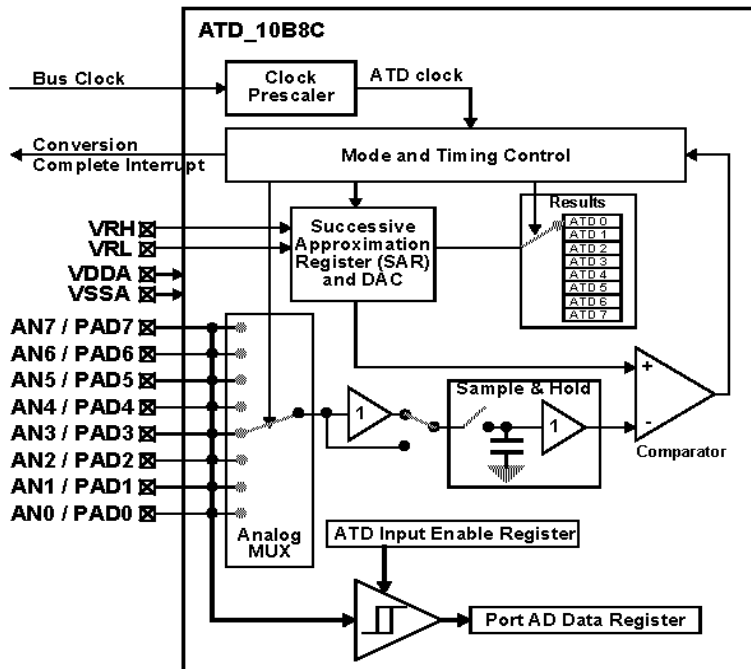 ATD_10B8C
Bus Clock
Clock
Prescaler
ATD clock
Conversion
Complete Interrupt
Mode and Timing Control
VRH
VRL
VDDA
VSSA
Successive
Approximation
Register (SAR)
and DAC
Results
ATD 0
ATD 1
ATD 2
ATD 3
ATD 4
ATD 5
ATD 6
ATD 7
AN7 / PAD7
AN6 / PAD6
AN5 / PAD5
AN4 / PAD4
AN3 / PAD3
AN2 / PAD2
AN1 / PAD1
AN0 / PAD0
Analog
MUX
1
Sample & Hold
1
+
-
Comparator
ATD Input Enable Register
Port AD Data Register